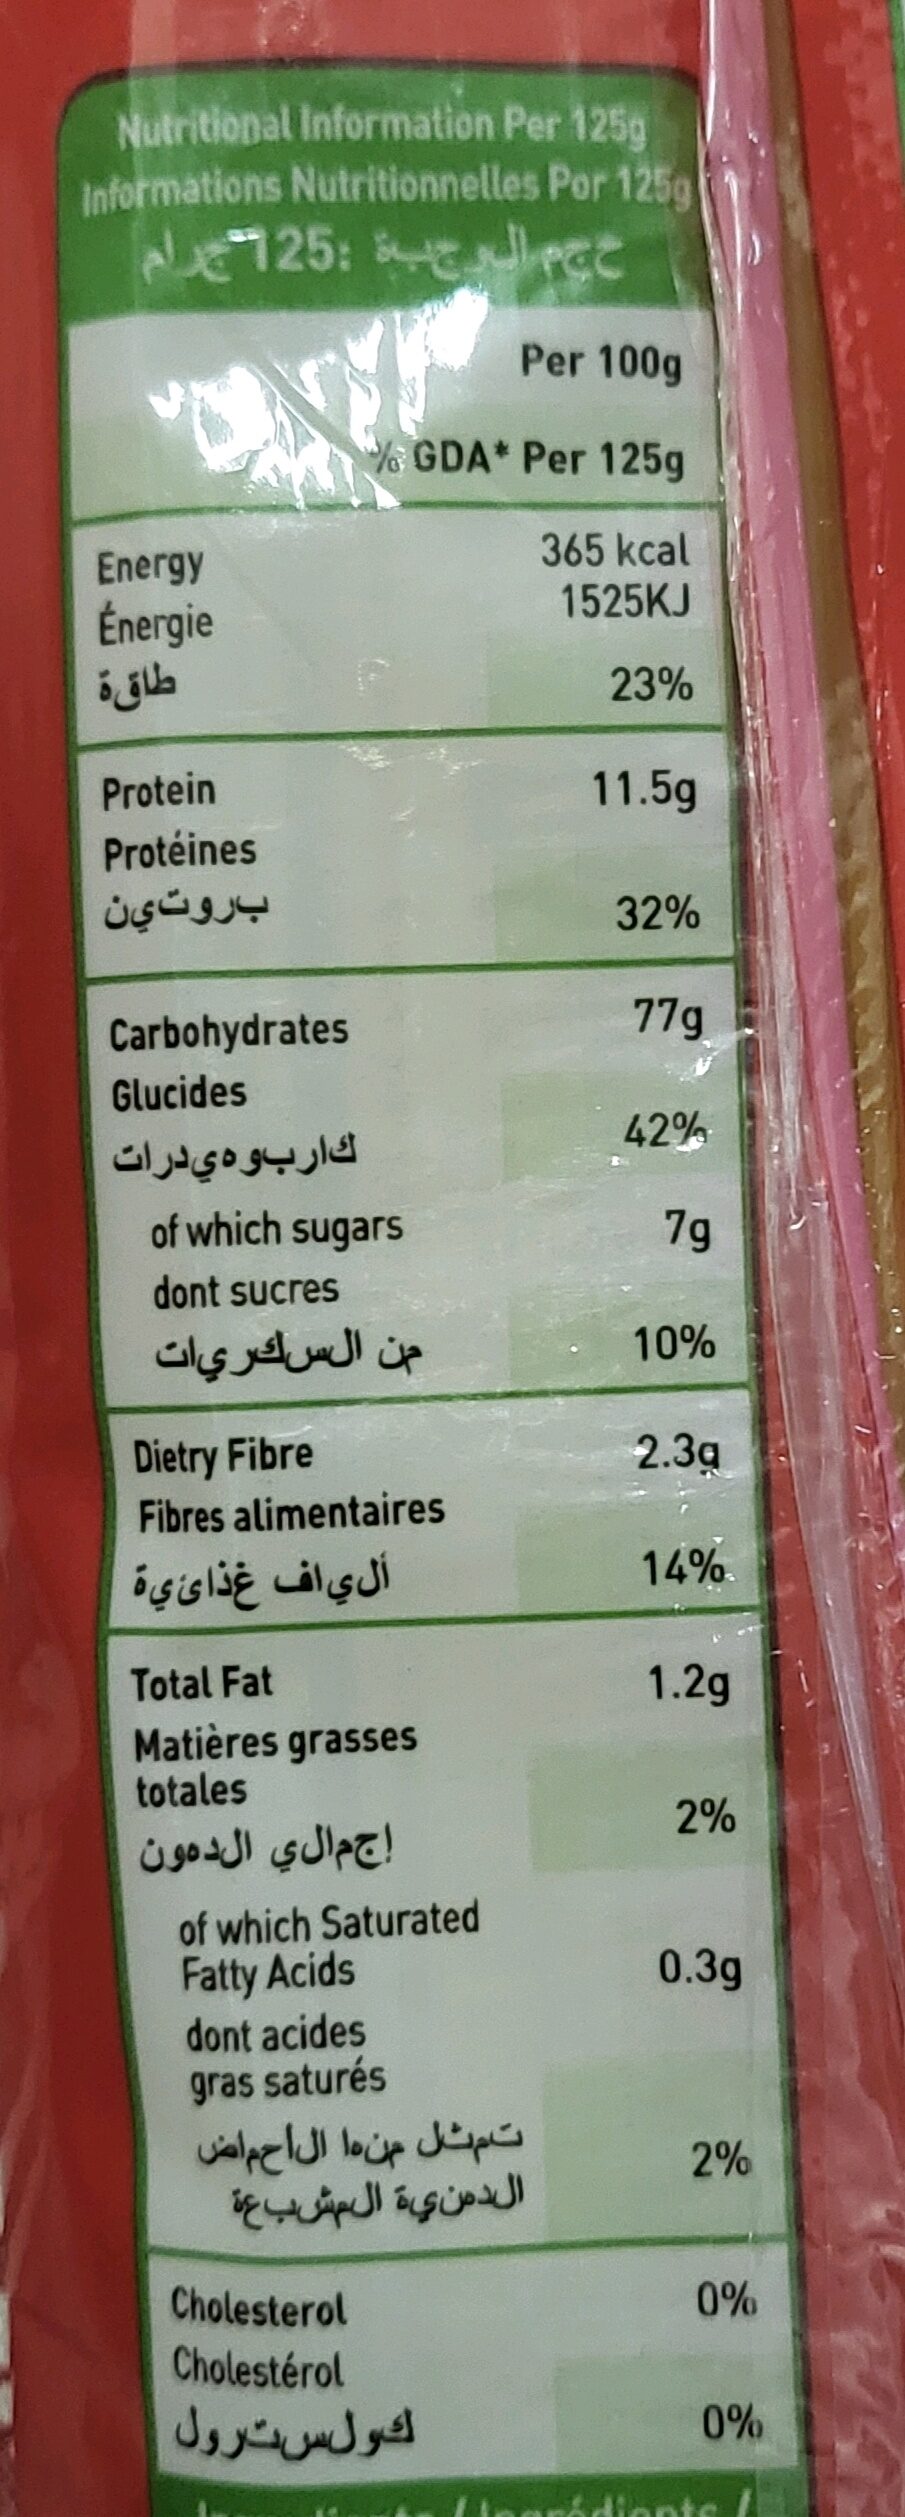 Nutritional Information Per 125g
Informations Nutritionnelles Por 125g
حجم الوجبة: 125 جرام
Per 100g
% GDA* Per 125g
Energy 365 kcal
Énergie 1525KJ
طاقة 23%
Protein 11.5g
Protéines
بروتين 32%
Carbohydrates 77g
Glucides
كاربوهيدرات 42%
of which sugars 7g
dont sucres
من السكريات 10%
Dietry Fibre 2.3g
Fibres alimentaires
ألياف غذائية 14%
Total Fat 1.2g
Matières grasses
totales 2%
إجمالي الدهون
of which Saturated
Fatty Acids 0.3g
dont acides
gras saturés
تمثل منها الأحماض 2%
الدهنية المشبعة
Cholesterol 0%
Cholestérol
كولسترول 0%